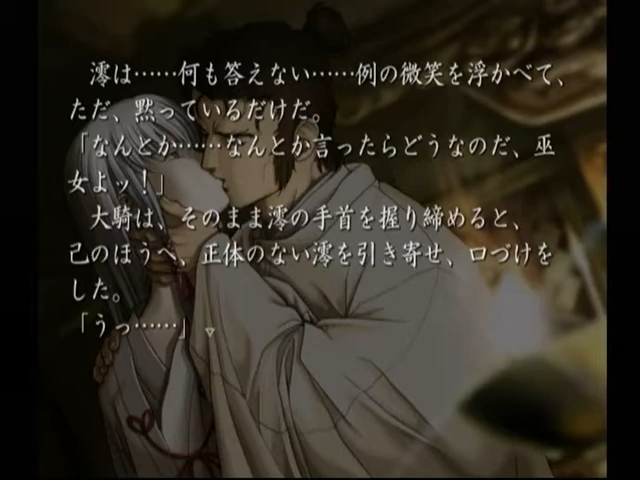 澪は……何も答えない……例の微笑を浮かべて、
ただ、黙っているだけだ。
「なんとか……なんとか言ったらどうなのだ、巫
女よッ！」
大騎は、そのまま澪の手首を握り締めると、
己のほうへ、正体のない澪を引き寄せ、口づけを
した。
「うっ……」▽